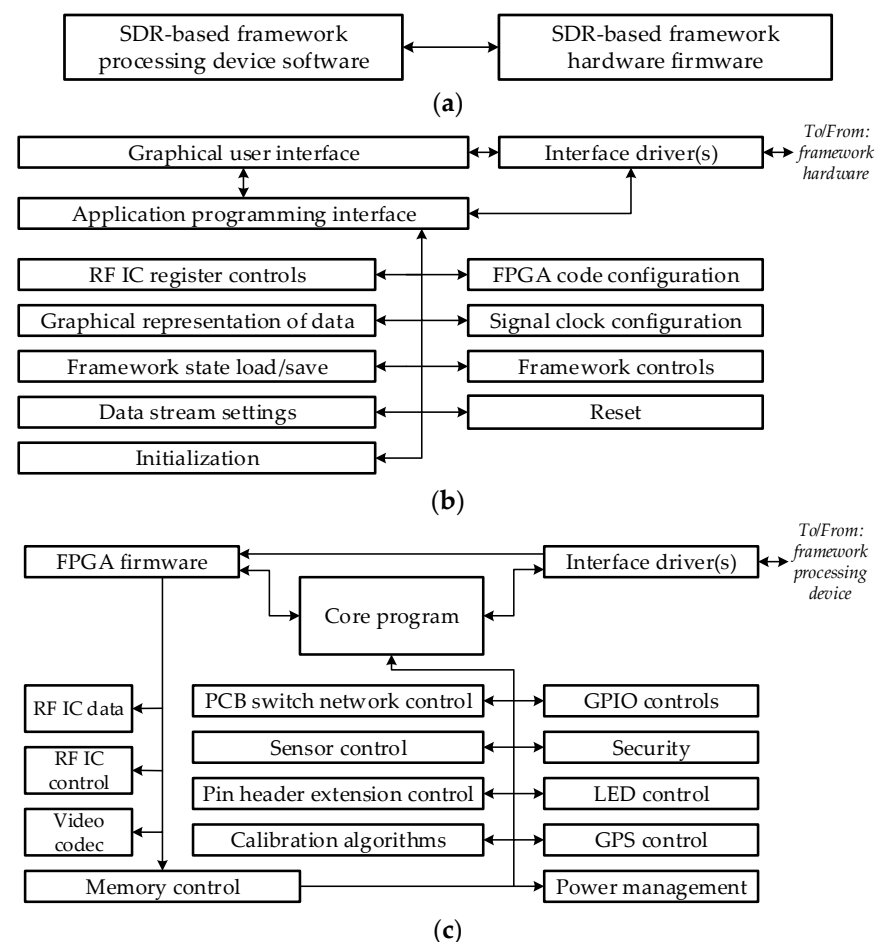 SDR-based framework
processing device software
SDR-based framework
hardware firmware
(a)
Graphical user interface
Interface driver(s)
To/From:
framework
hardware
Application programming interface
RF IC register controls
FPGA code configuration
Graphical representation of data
Signal clock configuration
Framework state load/save
Framework controls
Data stream settings
Reset
Initialization
(b)
FPGA firmware
Interface driver(s)
To/From:
framework
processing
device
Core program
RF IC data
PCB switch network control
GPIO controls
Sensor control
Security
RF IC
control
Pin header extension control
LED control
Video
codec
Calibration algorithms
GPS control
Memory control
Power management
(c)